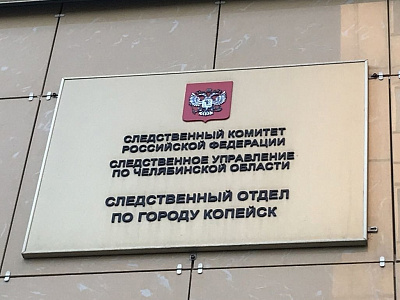 СЛЕДСТВЕННЫЙ КОМИТЕТ
РОССИЙСКОЙ ФЕДЕРАЦИИ
СЛЕДСТВЕННОЕ УПРАВЛЕНИЕ
ПО ЧЕЛЯБИНСКОЙ ОБЛАСТИ
СЛЕДСТВЕННЫЙ ОТДЕЛ
ПО ГОРОДУ КОПЕЙСК